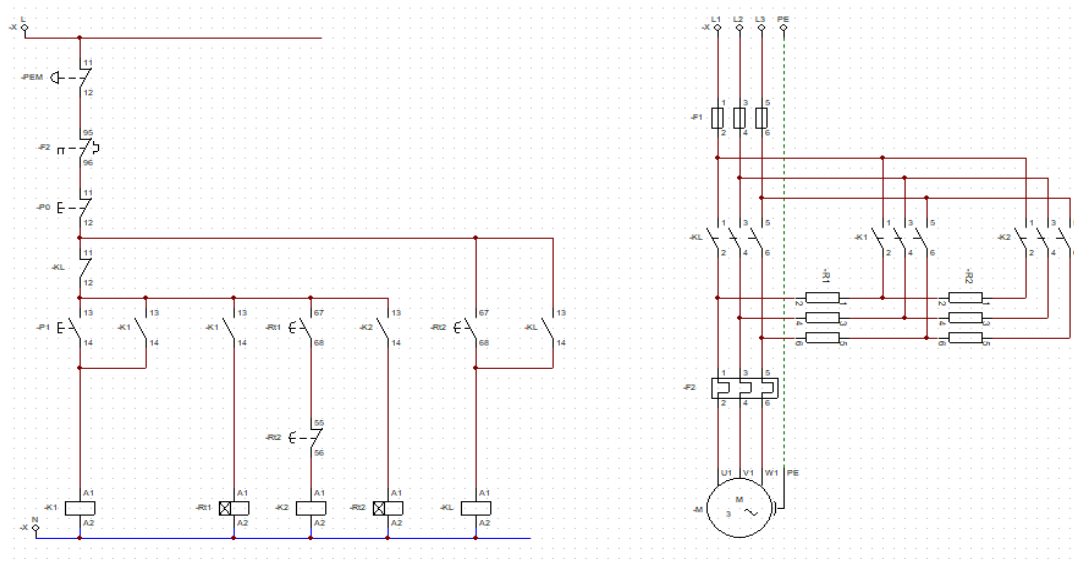 L L1 L2 L3 PE
-X -X
11
-PEM
12
1 3 5
-F1
2 4 6
95
-F2
96
11
-P0
12
1 3 5 1 3 5 1 3
-KL -K1 -K2
2 4 6 2 4 6 2 4
11
-KL
12
-R1 -R2
2 1 2 1
4 3 4 3
6 5 6 5
13 13 13 67 13 67 13
-P1 -K1 -K1 -Rt1 -K2 -Rt2 -KL
14 14 14 68 14 68 14
1 3 5
-F2
2 4 6
55
-Rt2
56
U1 V1 W1 PE
A1 A1 A1 A1 A1
-K1 -Rt1 -K2 -Rt2 -KL
A2 A2 A2 A2 A2
M
-M
3
N
-X